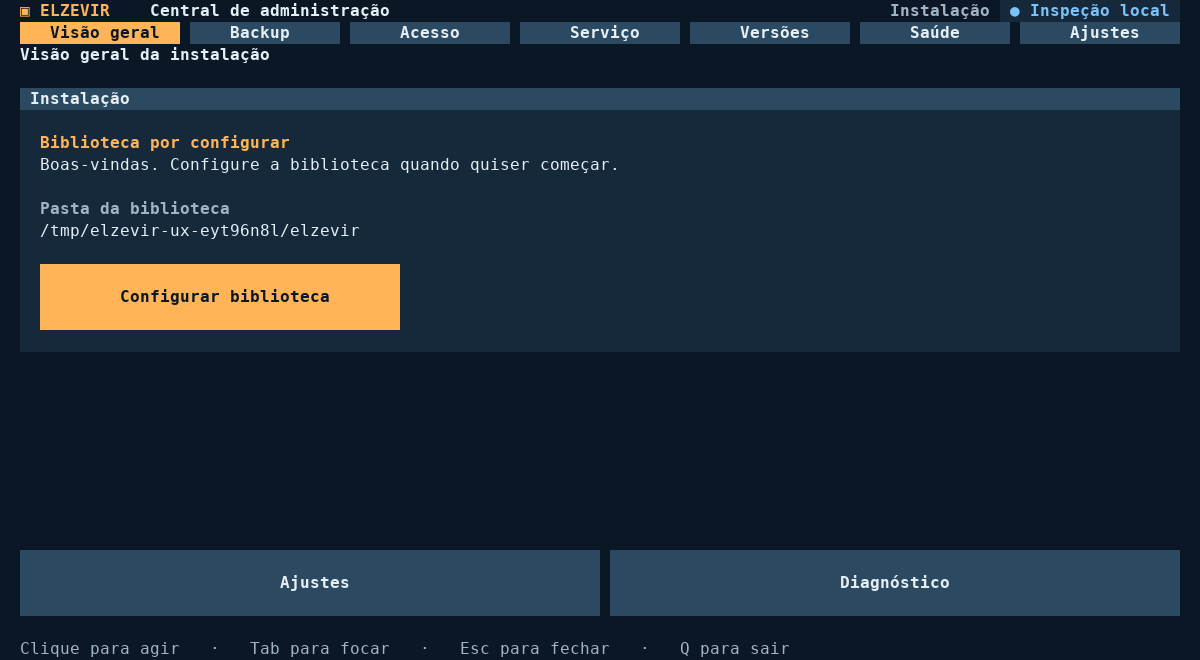 ▣ ELZEVIR    Central de administração    Instalação ● Inspeção local
Visão geral    Backup    Acesso    Serviço    Versões    Saúde    Ajustes
Visão geral da instalação
Instalação
Biblioteca por configurar
Boas-vindas. Configure a biblioteca quando quiser começar.
Pasta da biblioteca
/tmp/elzevir-ux-eyt96n8l/elzevir
Configurar biblioteca
Ajustes    Diagnóstico
Clique para agir · Tab para focar · Esc para fechar · Q para sair